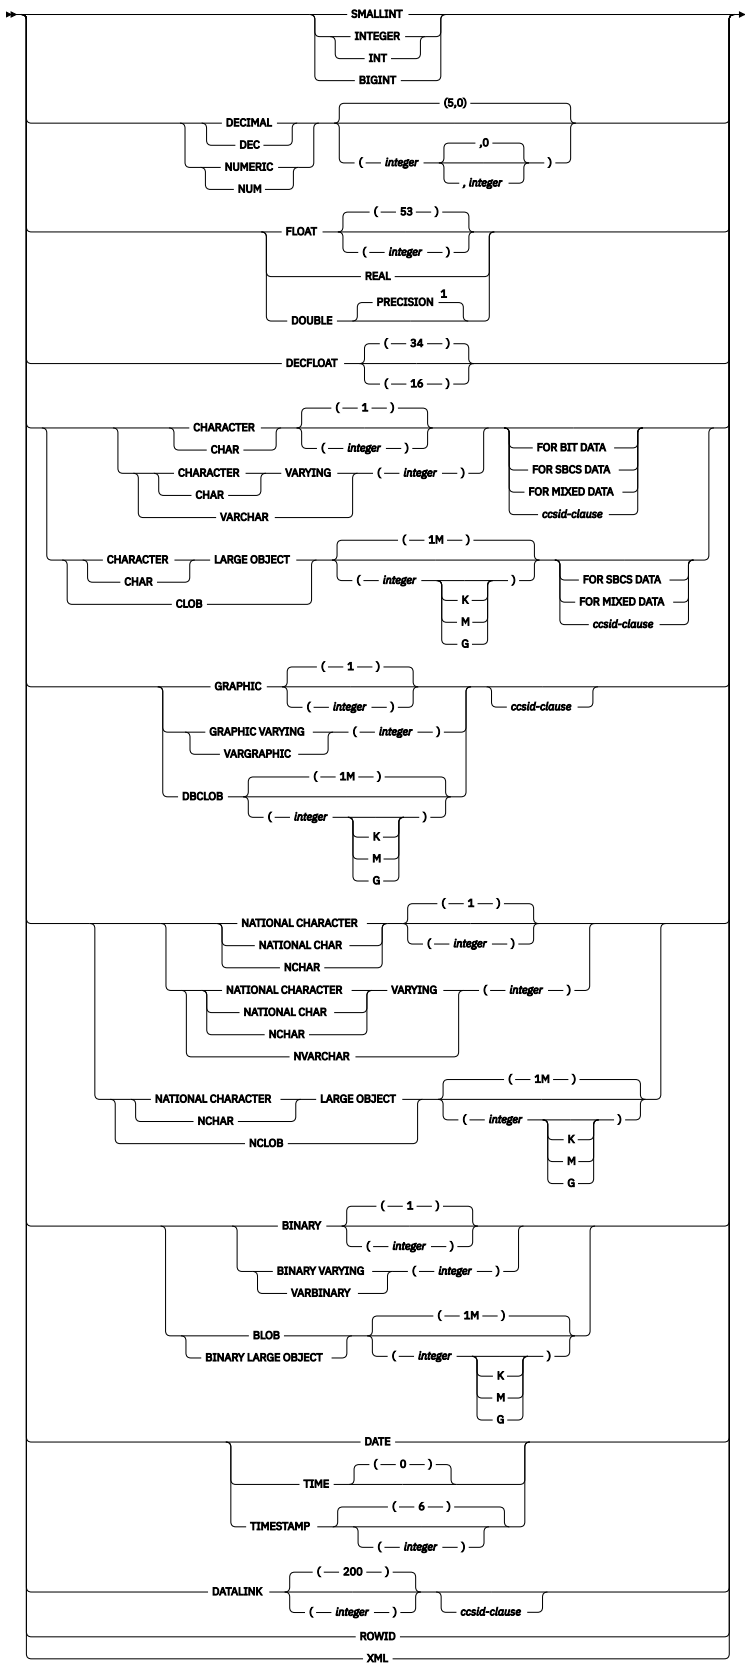 SMALLINT
INTEGER
INT
BIGINT
(5,0)
DECIMAL
DEC
,0
( integer )
NUMERIC
, integer
NUM
( 53 )
FLOAT
( integer )
REAL
PRECISION 1
DOUBLE
( 34 )
DECFLOAT
( 16 )
( 1 )
CHARACTER
CHAR ( integer ) FOR BIT DATA
CHARACTER VARYING ( integer ) FOR SBCS DATA
CHAR FOR MIXED DATA
VARCHAR ccsid-clause
( 1M )
CHARACTER LARGE OBJECT
CHAR ( integer ) FOR SBCS DATA
CLOB K FOR MIXED DATA
M ccsid-clause
G
( 1 )
GRAPHIC
( integer ) ccsid-clause
GRAPHIC VARYING ( integer )
VARGRAPHIC
( 1M )
DBCLOB
( integer )
K
M
G
( 1 )
NATIONAL CHARACTER
NATIONAL CHAR ( integer )
NCHAR
NATIONAL CHARACTER VARYING ( integer )
NATIONAL CHAR
NCHAR
NVARCHAR
( 1M )
NATIONAL CHARACTER LARGE OBJECT
NCHAR ( integer )
NCLOB K
M
G
( 1 )
BINARY
( integer )
BINARY VARYING ( integer )
VARBINARY
( 1M )
BLOB
BINARY LARGE OBJECT ( integer )
K
M
G
DATE
( 0 )
TIME
( 6 )
TIMESTAMP
( integer )
( 200 )
DATALINK
( integer ) ccsid-clause
ROWID
XML